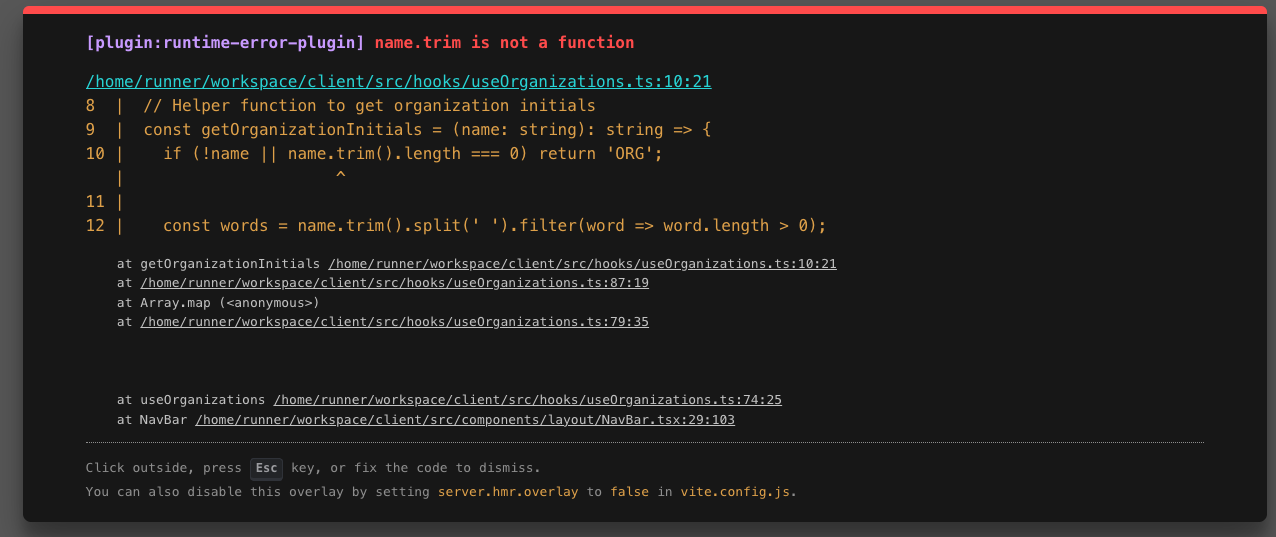 [plugin:runtime-error-plugin] name.trim is not a function
/home/runner/workspace/client/src/hooks/useOrganizations.ts:10:21
8  |  // Helper function to get organization initials
9  |  const getOrganizationInitials = (name: string): string => {
10 |    if (!name || name.trim().length === 0) return 'ORG';
   |                      ^
11 |
12 |    const words = name.trim().split(' ').filter(word => word.length > 0);
at getOrganizationInitials /home/runner/workspace/client/src/hooks/useOrganizations.ts:10:21
at /home/runner/workspace/client/src/hooks/useOrganizations.ts:87:19
at Array.map (<anonymous>)
at /home/runner/workspace/client/src/hooks/useOrganizations.ts:79:35
at useOrganizations /home/runner/workspace/client/src/hooks/useOrganizations.ts:74:25
at NavBar /home/runner/workspace/client/src/components/layout/NavBar.tsx:29:103
Click outside, press Esc key, or fix the code to dismiss.
You can also disable this overlay by setting server.hmr.overlay to false in vite.config.js.